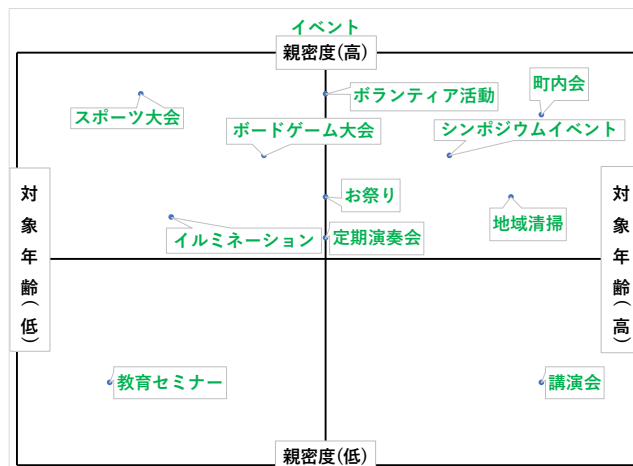 イベント
親密度(高)
ボランティア活動
町内会
スポーツ大会
ボードゲーム大会
シンポジウムイベント
対象年齢(低)
お祭り
地域清掃
対象年齢(高)
イルミネーション
定期演奏会
教育セミナー
講演会
親密度(低)